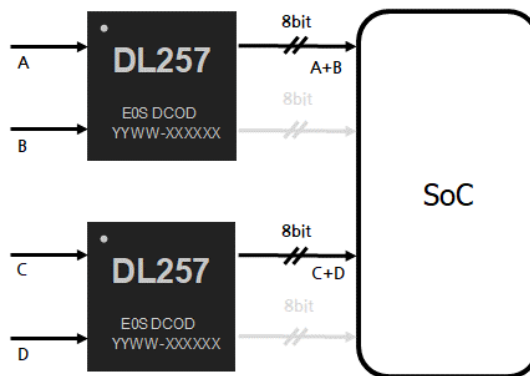 8bit
A
DL257
A+B
E0S DCOD
8bit
YYWW-XXXXXX
B
SoC
8bit
C
DL257
C+D
8bit
E0S DCOD
YYWW-XXXXXX
D